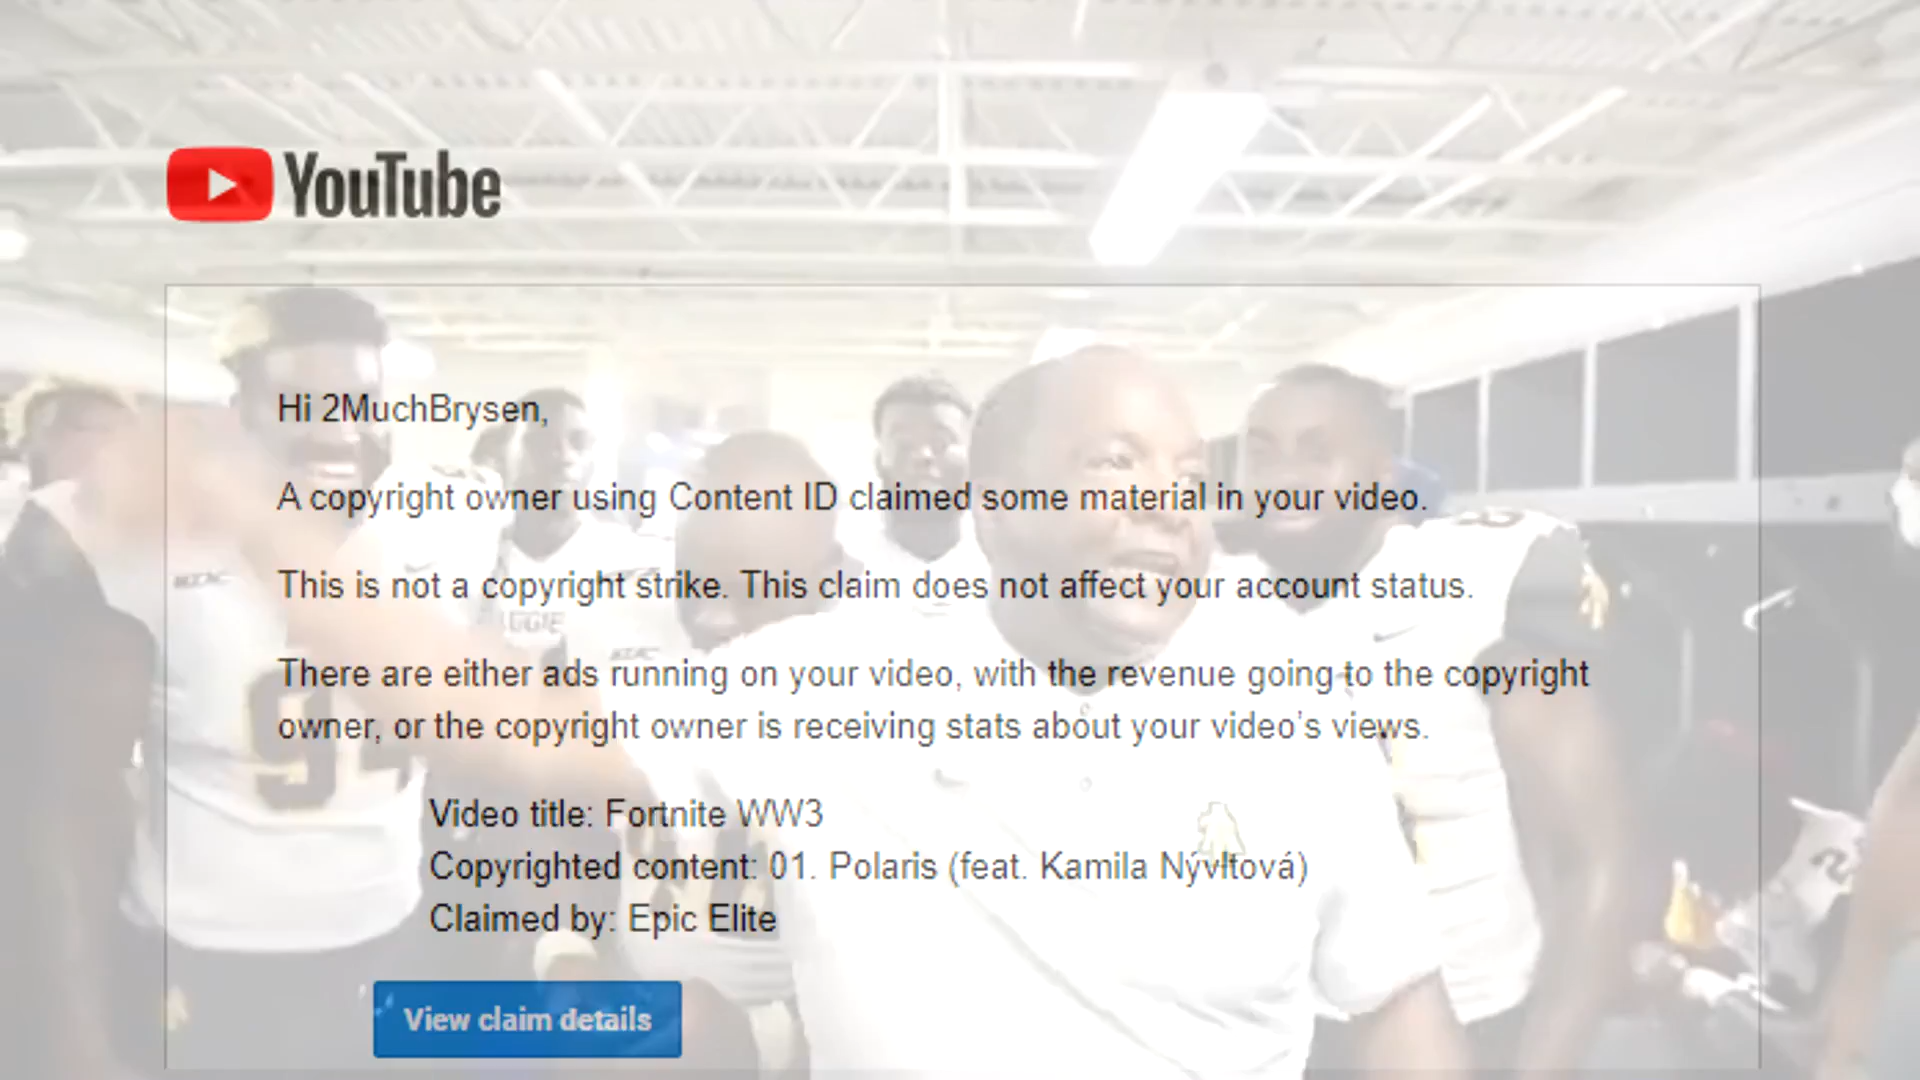 YouTube
Hi 2MuchBrysen,
A copyright owner using Content ID claimed some material in your video.
This is not a copyright strike. This claim does not affect your account status.
There are either ads running on your video, with the revenue going to the copyright
owner, or the copyright owner is receiving stats about your video's views.
Video title: Fortnite WW3
Copyrighted content: 01. Polaris (feat. Kamila Nývltová)
Claimed by: Epic Elite
View claim details